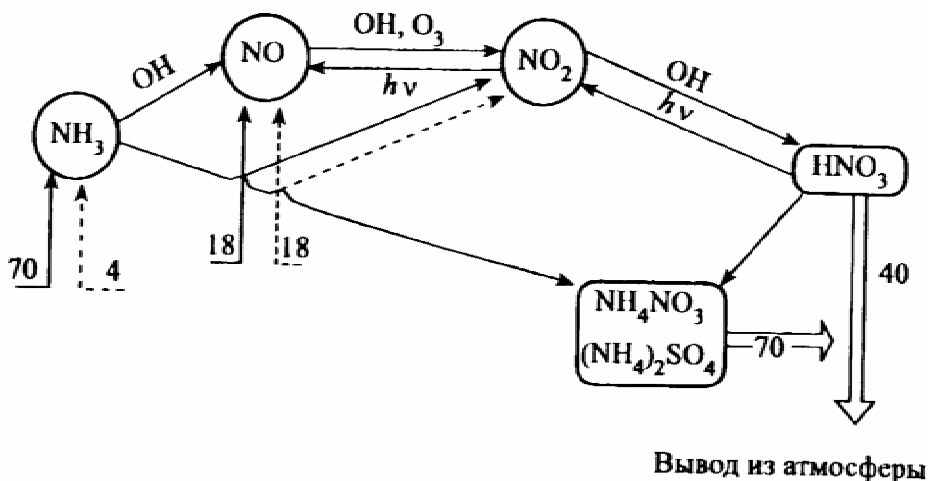 OH, O₃
NO
NO₂
OH
hν
OH
hν
NH₃
HNO₃
70
4
18
18
40
NH₄NO₃
(NH₄)₂SO₄
70
Вывод из атмосферы